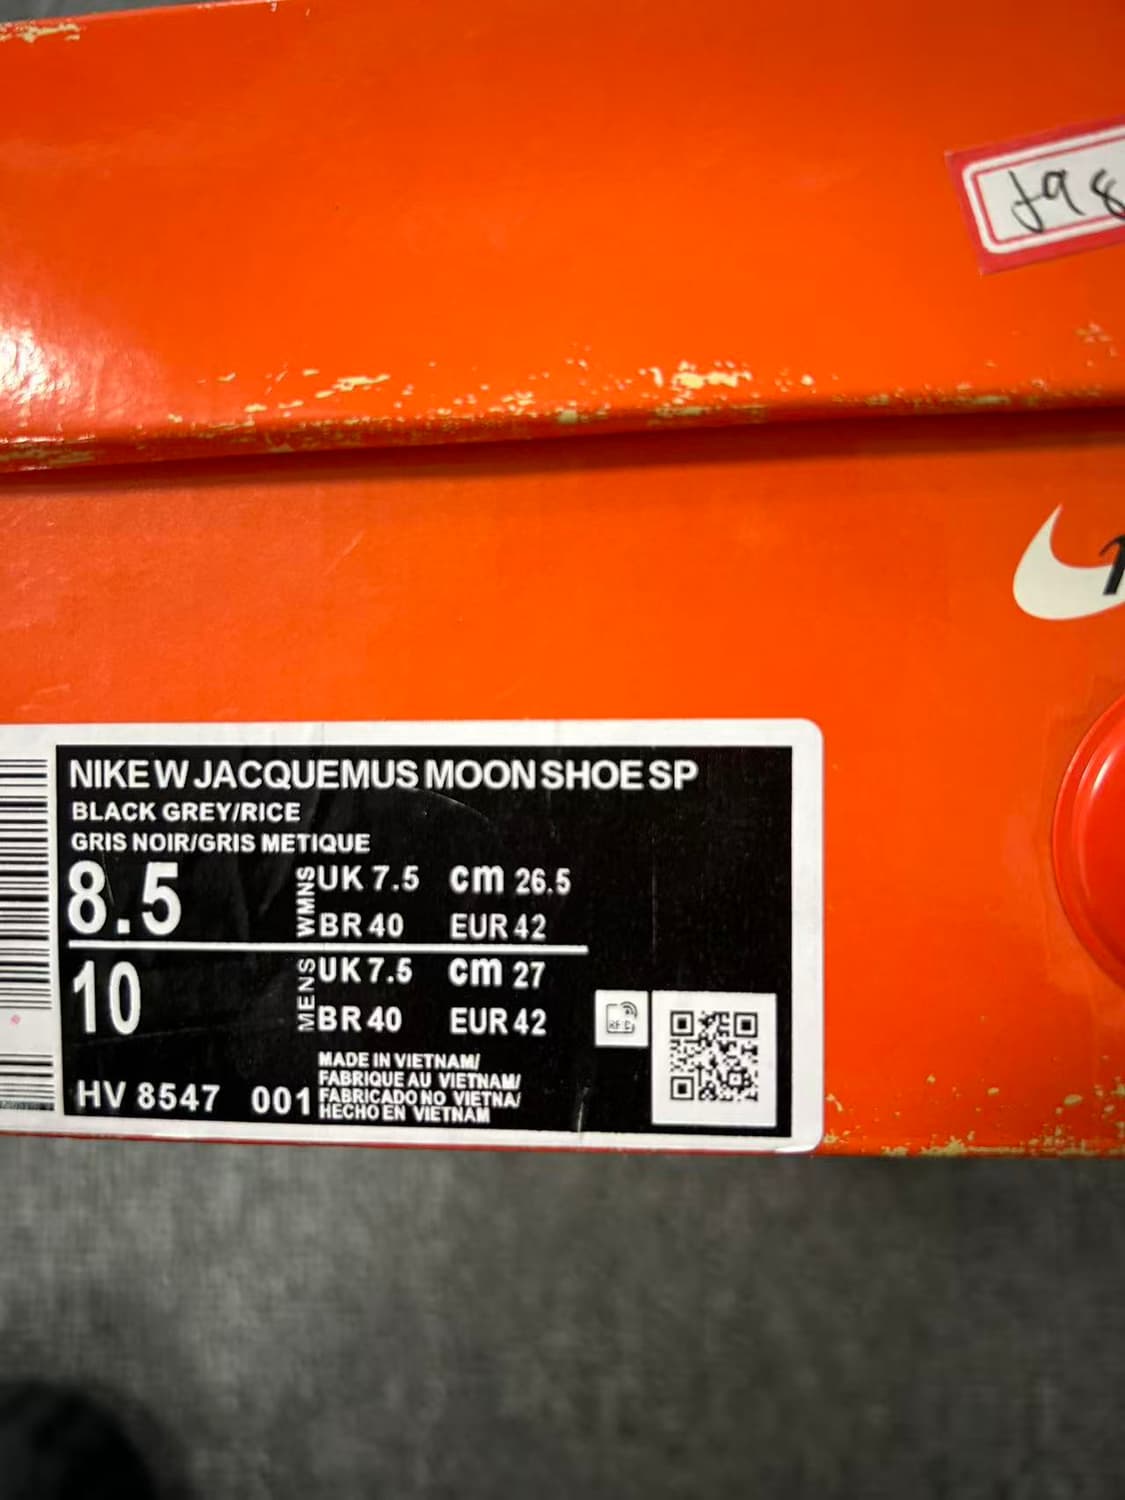 NIKE W JACQUEMUS MOON SHOE SP
BLACK GREY/RICE
GRIS NOIR/GRIS METIQUE
8.5 WMNS UK 7.5 cm 26.5
BR 40 EUR 42
10 MENS UK 7.5 cm 27
BR 40 EUR 42
RFID
MADE IN VIETNAM/
FABRIQUE AU VIETNAM/
HV 8547 001 FABRICADO NO VIETNA/
HECHO EN VIETNAM